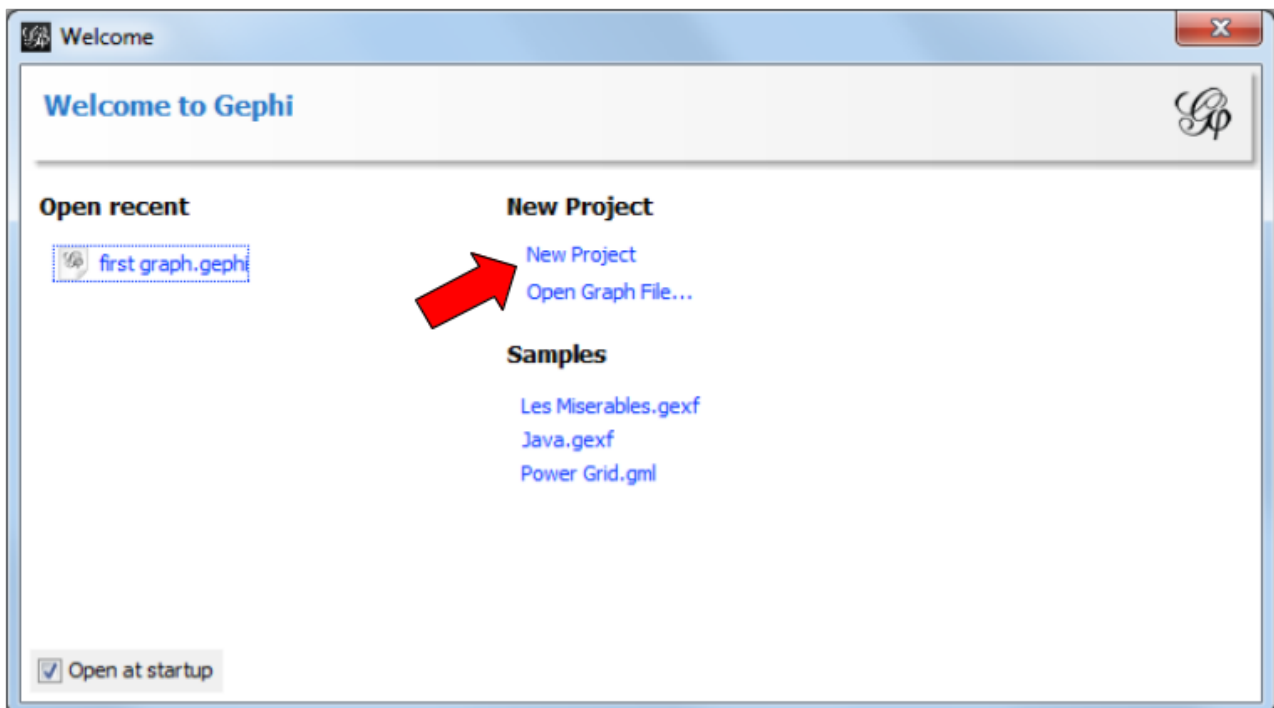 Welcome
Welcome to Gephi
Open recent
first graph.gephi
New Project
New Project
Open Graph File...
Samples
Les Miserables.gexf
Java.gexf
Power Grid.gml
Open at startup